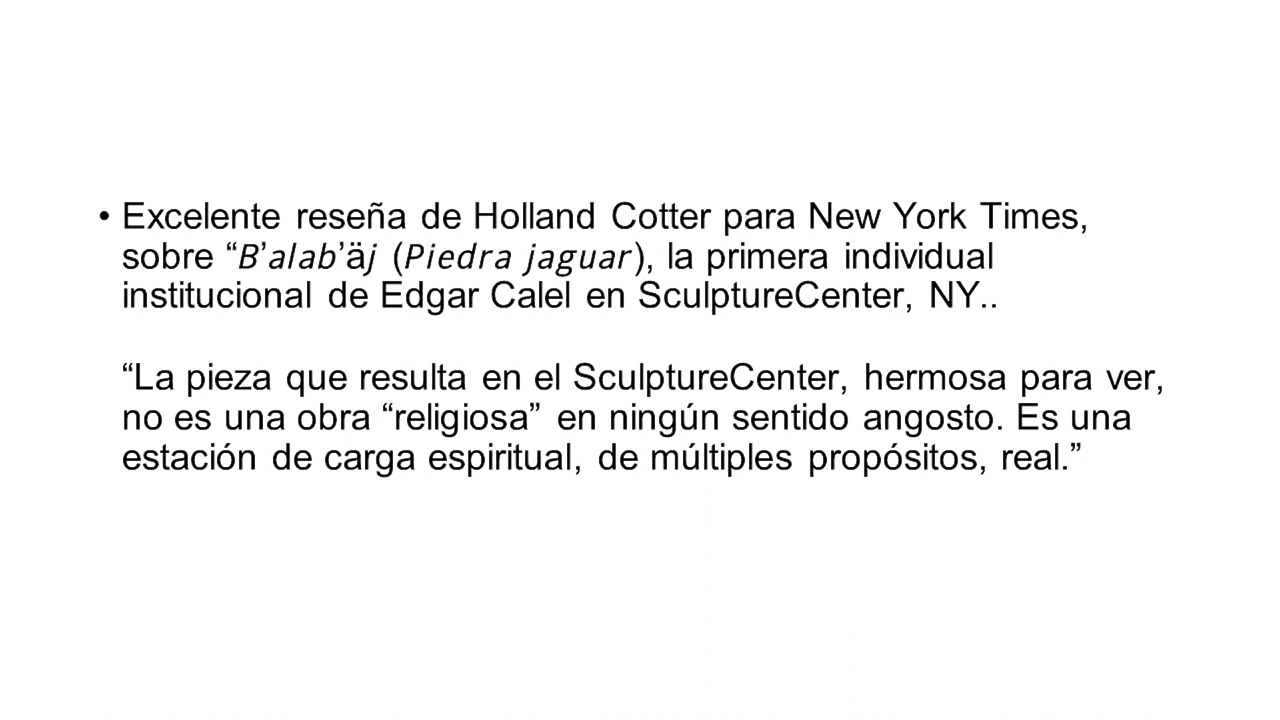 • Excelente reseña de Holland Cotter para New York Times,
sobre “B’alab’äj (Piedra jaguar), la primera individual
institucional de Edgar Calel en SculptureCenter, NY..
“La pieza que resulta en el SculptureCenter, hermosa para ver,
no es una obra “religiosa” en ningún sentido angosto. Es una
estación de carga espiritual, de múltiples propósitos, real.”